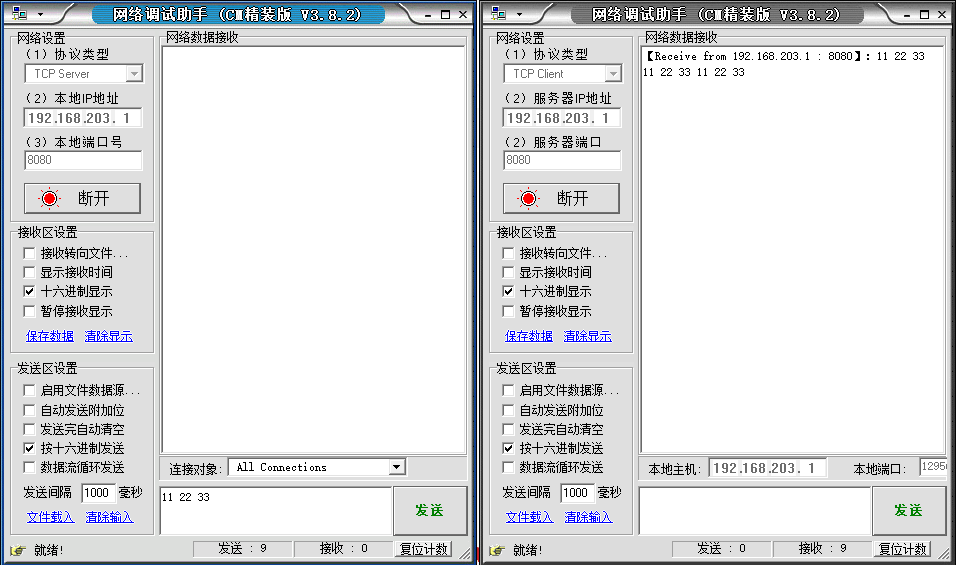 网络调试助手 (CM精装版 V3.8.2)
网络设置
(1) 协议类型
TCP Server
(2) 本地IP地址
192.168.203. 1
(3) 本地端口号
8080
断开
接收区设置
接收转向文件...
显示接收时间
十六进制显示
暂停接收显示
保存数据 清除显示
发送区设置
启用文件数据源...
自动发送附加位
发送完自动清空
按十六进制发送
数据流循环发送
发送间隔 1000 毫秒
文件载入 清除输入
网络数据接收
连接对象: All Connections
11 22 33
发送
就绪!
发送 : 9
接收 : 0
复位计数
网络调试助手 (CM精装版 V3.8.2)
网络设置
(1) 协议类型
TCP Client
(2) 服务器IP地址
192.168.203. 1
(2) 服务器端口
8080
断开
接收区设置
接收转向文件...
显示接收时间
十六进制显示
暂停接收显示
保存数据 清除显示
发送区设置
启用文件数据源...
自动发送附加位
发送完自动清空
按十六进制发送
数据流循环发送
发送间隔 1000 毫秒
文件载入 清除输入
网络数据接收
【Receive from 192.168.203.1 : 8080】: 11 22 33
11 22 33 11 22 33
本地主机: 192.168.203. 1 本地端口:
发送
就绪!
发送 : 0
接收 : 9
复位计数